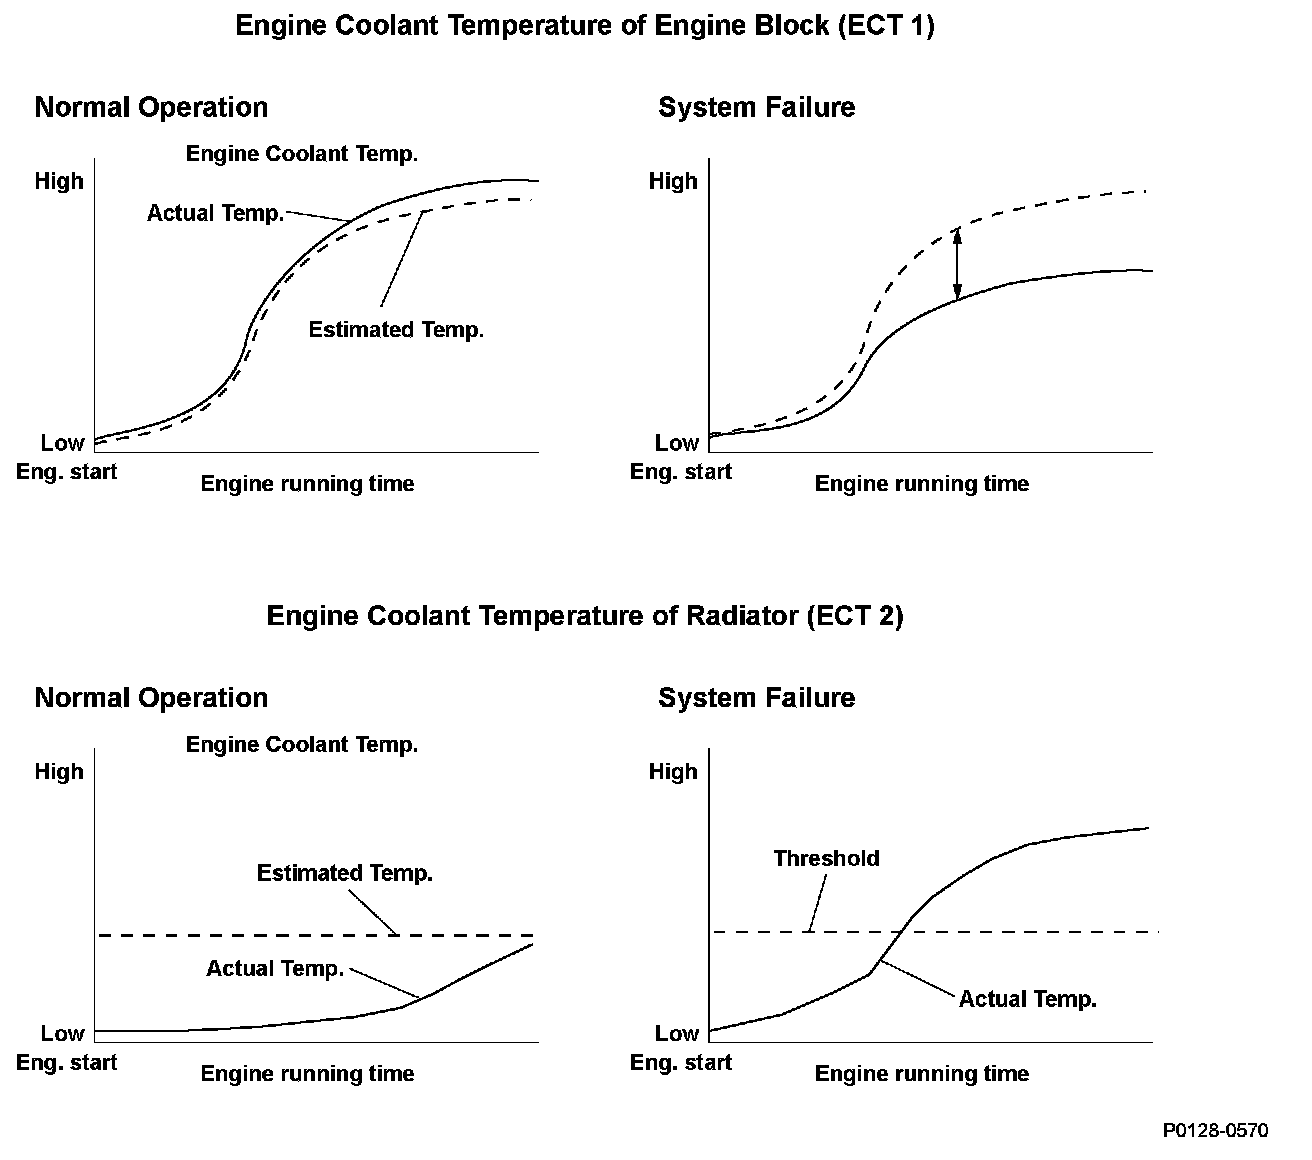 Engine Coolant Temperature of Engine Block (ECT 1)
Normal Operation
System Failure
Engine Coolant Temp.
High
Actual Temp.
Estimated Temp.
Low
Eng. start
Engine running time
High
Low
Eng. start
Engine running time
Engine Coolant Temperature of Radiator (ECT 2)
Normal Operation
System Failure
Engine Coolant Temp.
High
Estimated Temp.
Actual Temp.
Low
Eng. start
Engine running time
High
Threshold
Actual Temp.
Low
Eng. start
Engine running time
P0128-0570